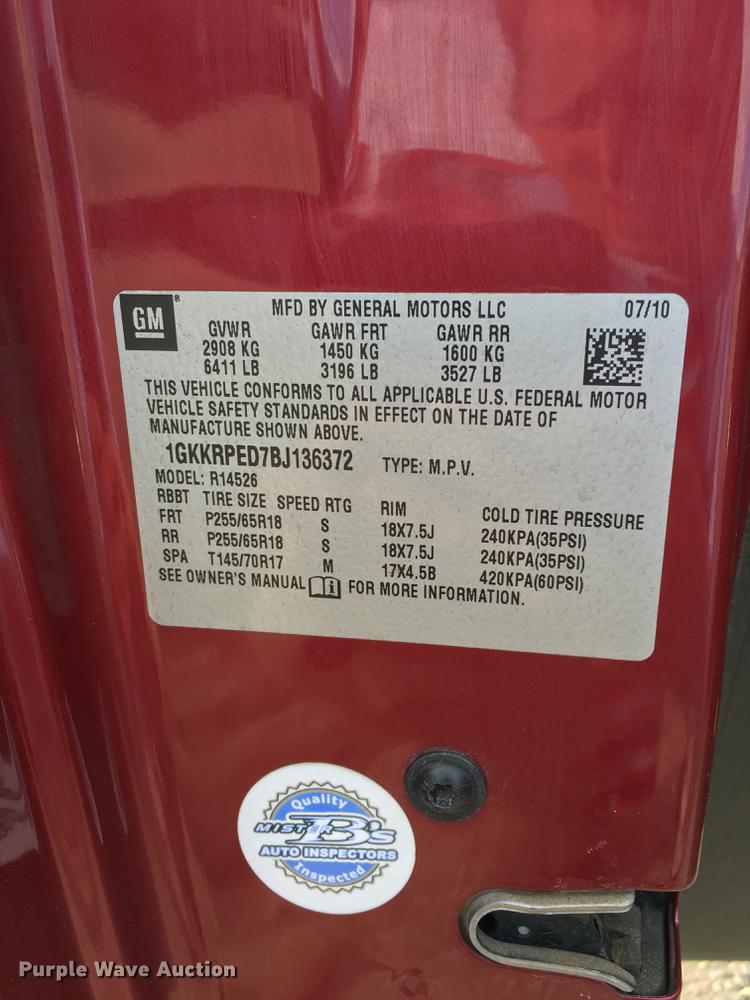 GM ® MFD BY GENERAL MOTORS LLC 07/10
GVWR GAWR FRT GAWR RR
2908 KG 1450 KG 1600 KG
6411 LB 3196 LB 3527 LB
THIS VEHICLE CONFORMS TO ALL APPLICABLE U.S. FEDERAL MOTOR
VEHICLE SAFETY STANDARDS IN EFFECT ON THE DATE OF
MANUFACTURE SHOWN ABOVE.
1GKKRPED7BJ136372 TYPE: M.P.V.
MODEL: R14526
RBBT TIRE SIZE SPEED RTG RIM COLD TIRE PRESSURE
FRT P255/65R18 S 18X7.5J 240KPA(35PSI)
RR P255/65R18 S 18X7.5J 240KPA(35PSI)
SPA T145/70R17 M 17X4.5B 420KPA(60PSI)
SEE OWNER'S MANUAL i FOR MORE INFORMATION.
Quality
MISTER B's
AUTO INSPECTORS
Inspected
Purple Wave Auction